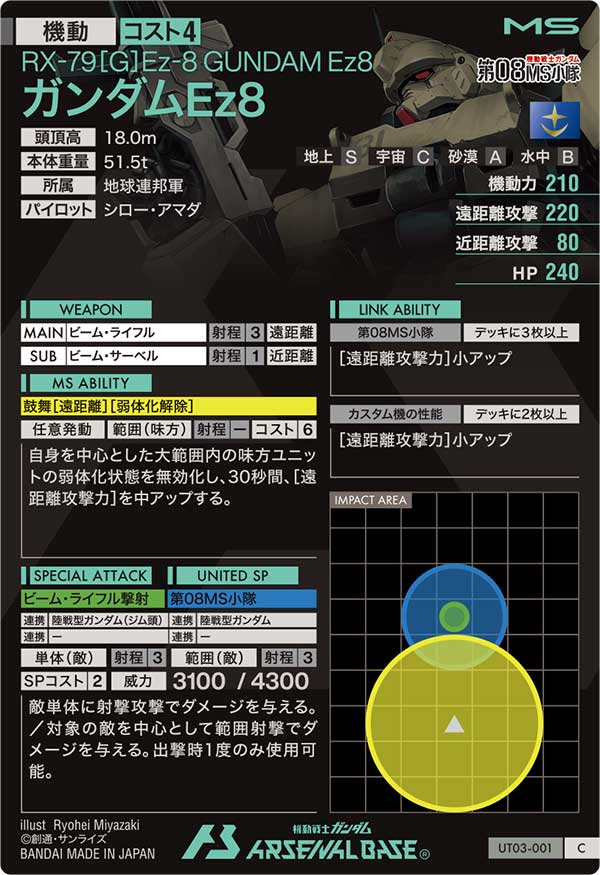 機動 コスト4 MS
RX-79[G]Ez-8 GUNDAM Ez8
ガンダムEz8
機動戦士ガンダム
第08MS小隊
頭頂高 18.0m
本体重量 51.5t
所属 地球連邦軍
パイロット シロー・アマダ
地上 S 宇宙 C 砂漠 A 水中 B
機動力 210
遠距離攻撃 220
近距離攻撃 80
HP 240
WEAPON
MAIN ビーム・ライフル 射程 3 遠距離
SUB ビーム・サーベル 射程 1 近距離
MS ABILITY
鼓舞[遠距離][弱体化解除]
任意発動 範囲(味方) 射程 ー コスト 6
自身を中心とした大範囲内の味方ユニッ
トの弱体化状態を無効化し、30秒間、[遠
距離攻撃力]を中アップする。
LINK ABILITY
第08MS小隊 デッキに3枚以上
[遠距離攻撃力]小アップ
カスタム機の性能 デッキに2枚以上
[遠距離攻撃力]小アップ
IMPACT AREA
SPECIAL ATTACK UNITED SP
ビーム・ライフル撃射 第08MS小隊
連携 陸戦型ガンダム(ジム頭) 連携 陸戦型ガンダム
連携 ー 連携 ー
単体(敵) 射程 3 範囲(敵) 射程 3
SPコスト 2 威力 3100 / 4300
敵単体に射撃攻撃でダメージを与える。
/対象の敵を中心として範囲射撃でダ
メージを与える。出撃時1度のみ使用可
能。
illust Ryohei Miyazaki
©創通・サンライズ
BANDAI MADE IN JAPAN
機動戦士ガンダム
ARSENAL BASE®
UT03-001 C